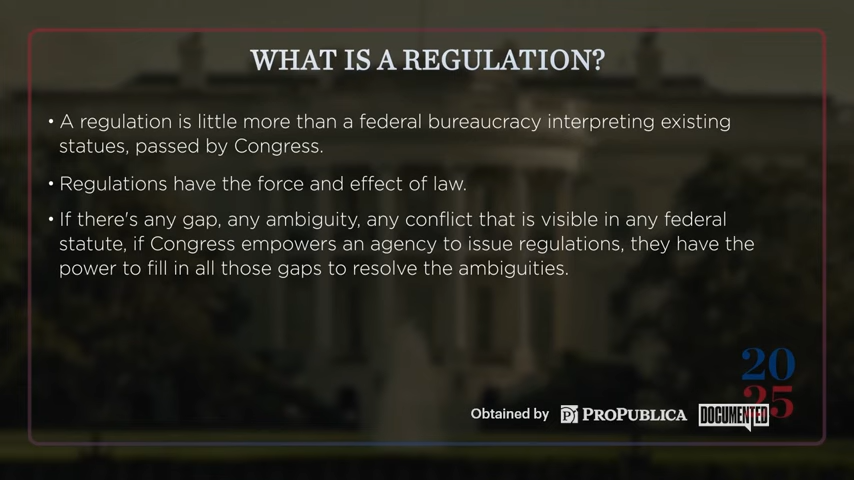 WHAT IS A REGULATION?
• A regulation is little more than a federal bureaucracy interpreting existing
statues, passed by Congress.
• Regulations have the force and effect of law.
• If there's any gap, any ambiguity, any conflict that is visible in any federal
statute, if Congress empowers an agency to issue regulations, they have the
power to fill in all those gaps to resolve the ambiguities.
20
25
Obtained by PROPUBLICA DOCUMENTED